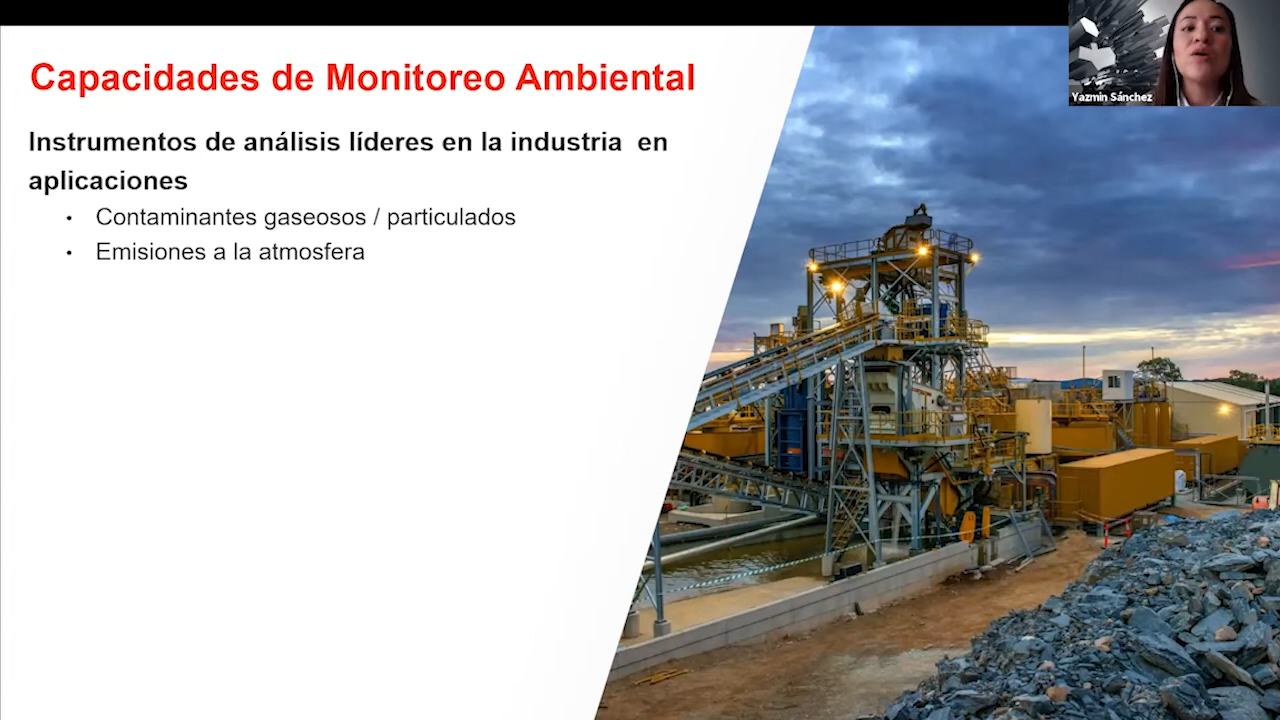 Capacidades de Monitoreo Ambiental
Yazmin Sánchez
Instrumentos de análisis líderes en la industria  en
aplicaciones
• Contaminantes gaseosos / particulados
• Emisiones a la atmosfera